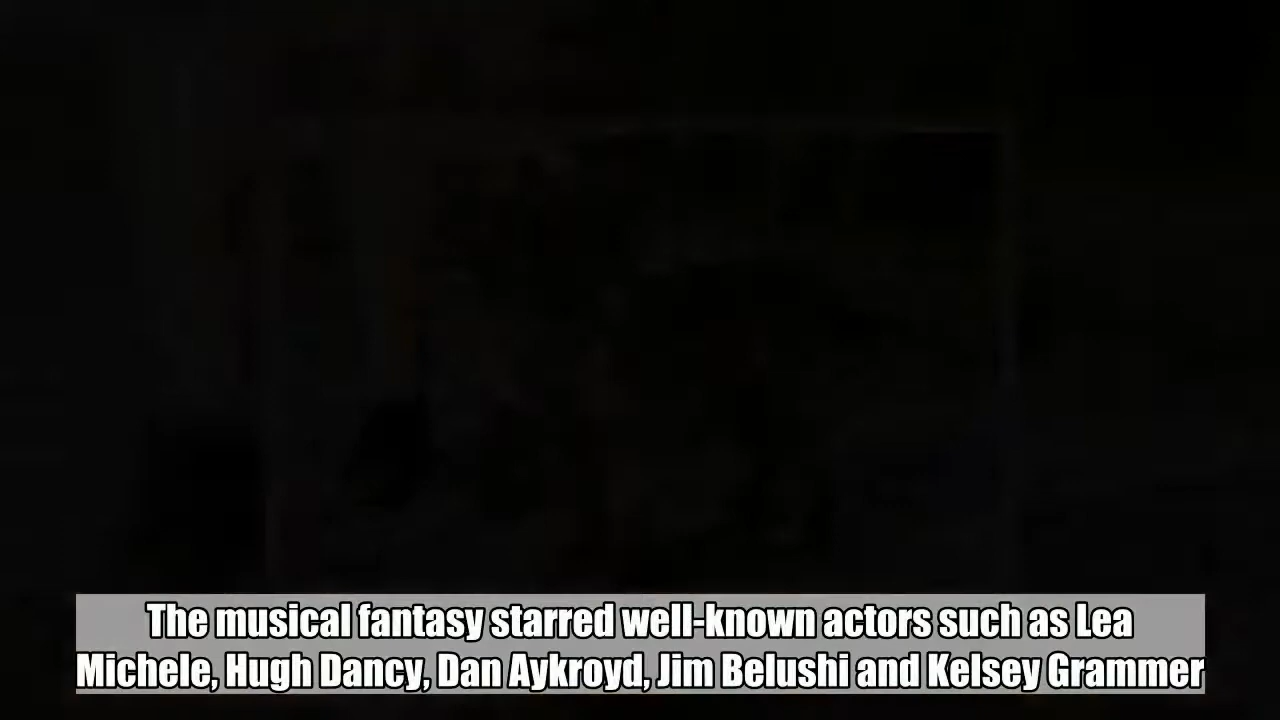 The musical fantasy starred well-known actors such as Lea
Michele, Hugh Dancy, Dan Aykroyd, Jim Belushi and Kelsey Grammer